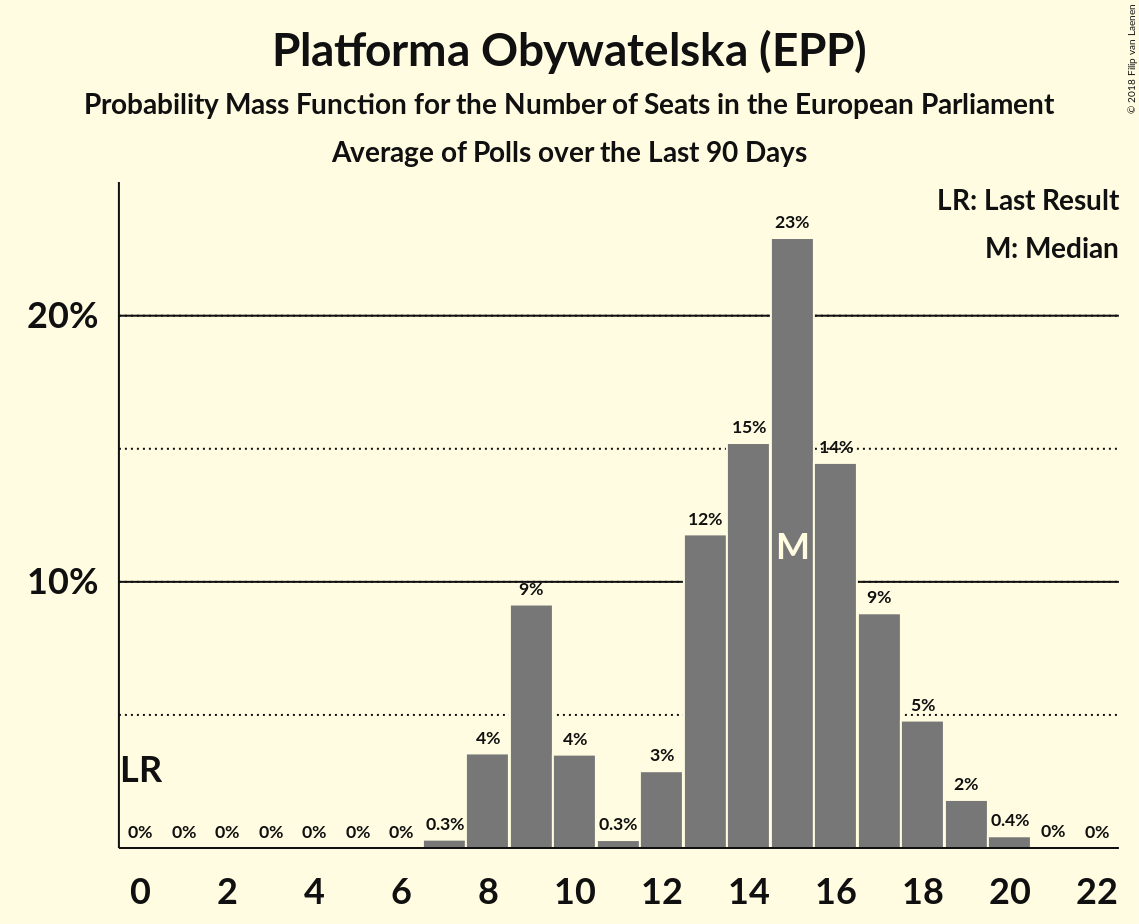 Platforma Obywatelska (EPP)
Probability Mass Function for the Number of Seats in the European Parliament
Average of Polls over the Last 90 Days
© 2018 Filip van Laenen
LR: Last Result
M: Median
23%
20%
15%
14%
12%
M
10%
9%
9%
5%
4%
4%
3%
LR
2%
0% 0% 0% 0% 0% 0% 0% 0.3% 0.3% 0.4% 0% 0%
0 2 4 6 8 10 12 14 16 18 20 22